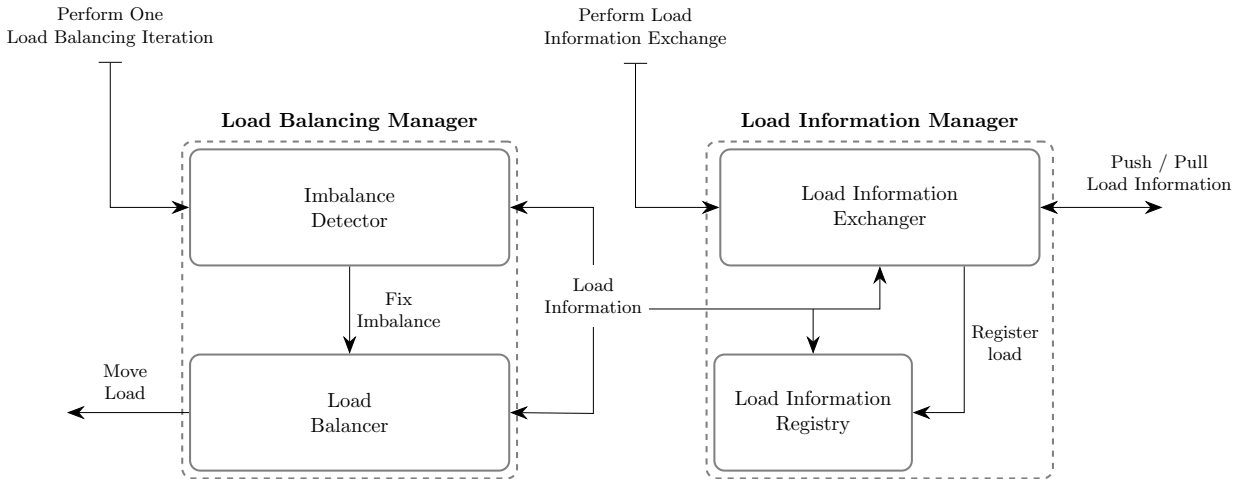 Perform One
Load Balancing Iteration
Perform Load
Information Exchange
Load Balancing Manager
Load Information Manager
Imbalance
Detector
Load Information
Exchanger
Push / Pull
Load Information
Fix
Imbalance
Load
Information
Register
load
Move
Load
Load
Balancer
Load Information
Registry